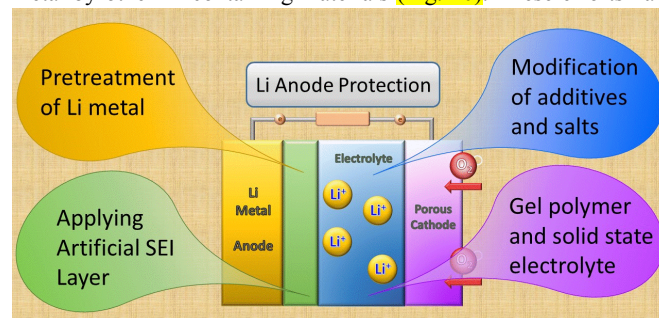 Pretreatment
of Li metal
Li Anode Protection
Modification
of additives
and salts
Electrolyte
O₂
Li
Metal
Anode
Li⁺
Li⁺
Li⁺
Li⁺
Porous
Cathode
Applying
Artificial SEI
Layer
Gel polymer
and solid state
electrolyte